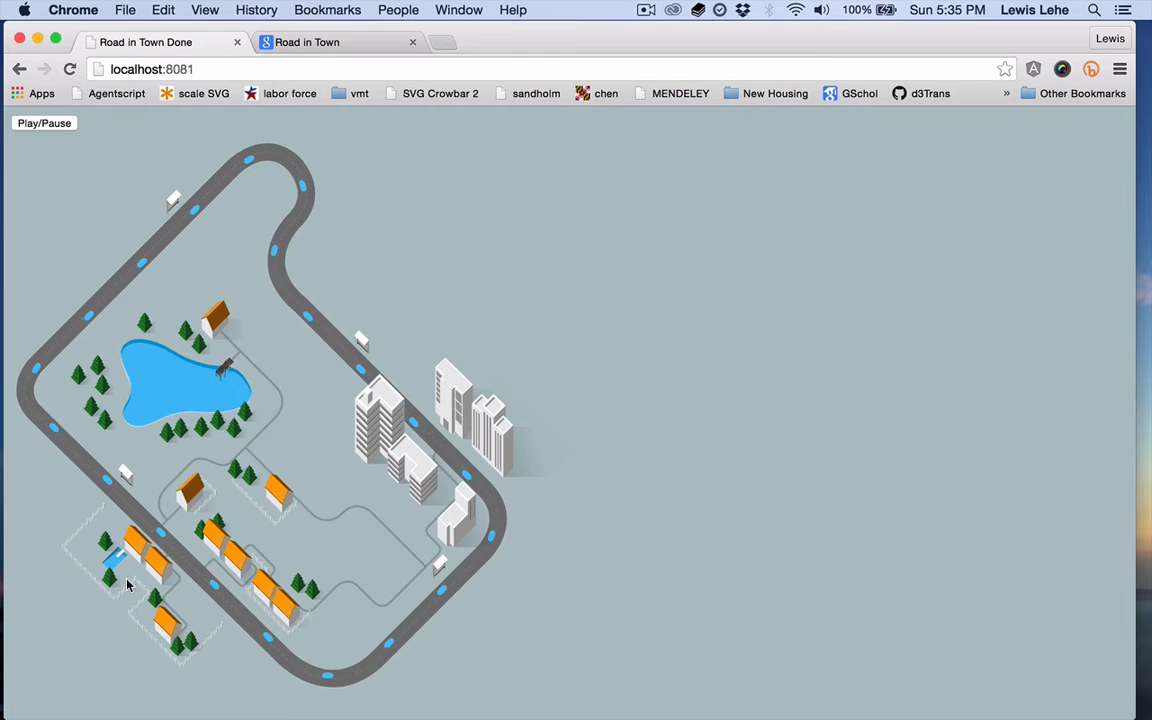 Chrome File Edit View History Bookmarks People Window Help 100% Sun 5:35 PM Lewis Lehe
Road in Town Done Road in Town Lewis
localhost:8081
Apps Agentscript scale SVG labor force vmt SVG Crowbar 2 sandholm chen MENDELEY New Housing GSchol d3Trans » Other Bookmarks
Play/Pause